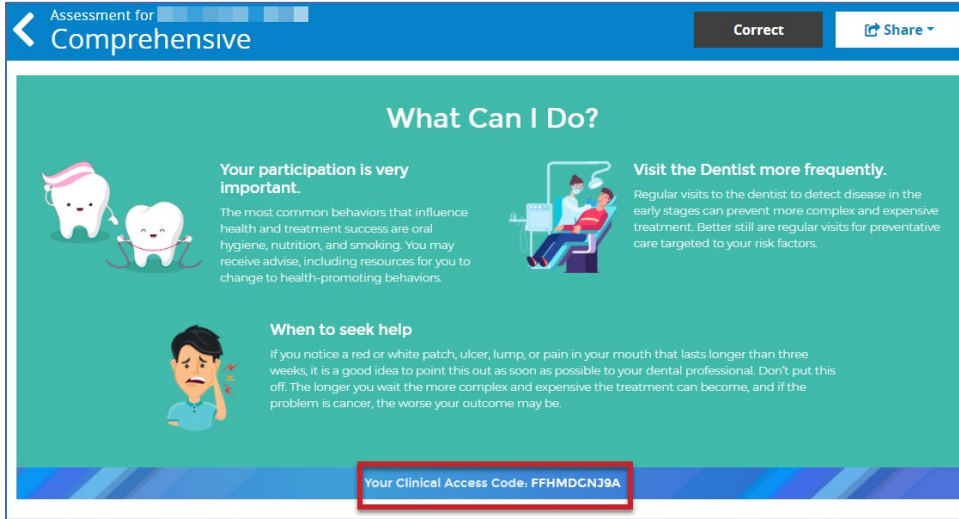 Assessment for
Comprehensive
Correct
Share
What Can I Do?
Your participation is very
important.
The most common behaviors that influence
health and treatment success are oral
hygiene, nutrition, and smoking. You may
receive advise, including resources for you to
change to health-promoting behaviors.
Visit the Dentist more frequently.
Regular visits to the dentist to detect disease in the
early stages can prevent more complex and expensive
treatment. Better still are regular visits for preventative
care targeted to your risk factors.
When to seek help
If you notice a red or white patch, ulcer, lump, or pain in your mouth that lasts longer than three
weeks, it is a good idea to point this out as soon as possible to your dental professional. Don't put this
off. The longer you wait the more complex and expensive the treatment can become, and if the
problem is cancer, the worse your outcome may be.
Your Clinical Access Code: FFHMDGNJ9A